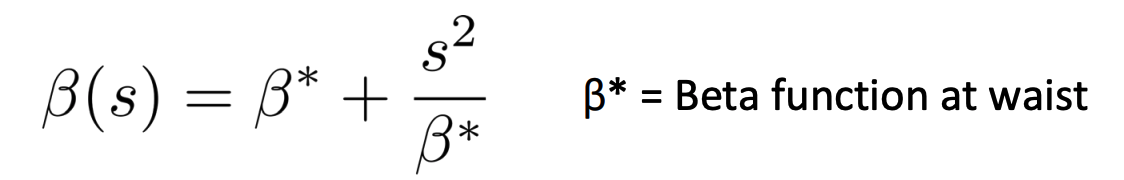 β(s) = β* + s²/β* β* = Beta function at waist